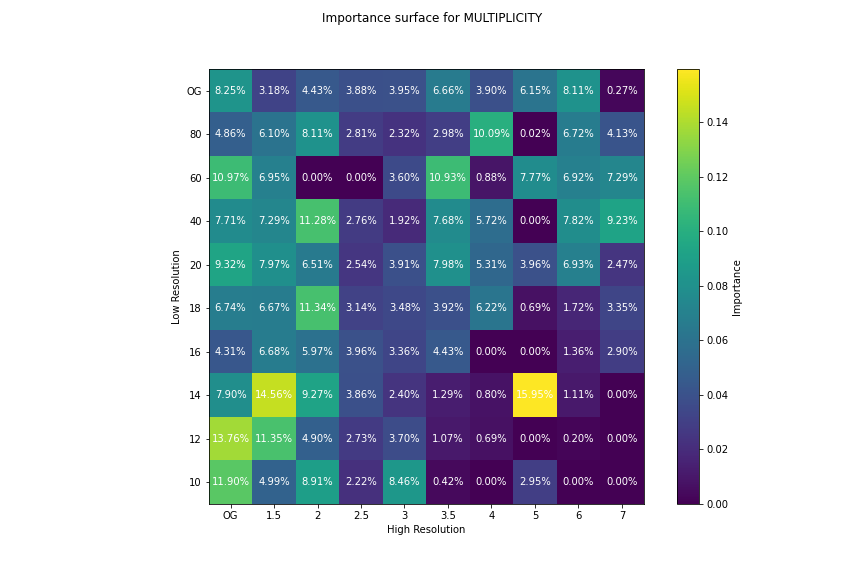 Importance surface for MULTIPLICITY
OG 8.25% 3.18% 4.43% 3.88% 3.95% 6.66% 3.90% 6.15% 8.11% 0.27%
80 4.86% 6.10% 8.11% 2.81% 2.32% 2.98% 10.09% 0.02% 6.72% 4.13%
60 10.97% 6.95% 0.00% 0.00% 3.60% 10.93% 0.88% 7.77% 6.92% 7.29%
40 7.71% 7.29% 11.28% 2.76% 1.92% 7.68% 5.72% 0.00% 7.82% 9.23%
20 9.32% 7.97% 6.51% 2.54% 3.91% 7.98% 5.31% 3.96% 6.93% 2.47%
18 6.74% 6.67% 11.34% 3.14% 3.48% 3.92% 6.22% 0.69% 1.72% 3.35%
16 4.31% 6.68% 5.97% 3.96% 3.36% 4.43% 0.00% 0.00% 1.36% 2.90%
14 7.90% 14.56% 9.27% 3.86% 2.40% 1.29% 0.80% 15.95% 1.11% 0.00%
12 13.76% 11.35% 4.90% 2.73% 3.70% 1.07% 0.69% 0.00% 0.20% 0.00%
10 11.90% 4.99% 8.91% 2.22% 8.46% 0.42% 0.00% 2.95% 0.00% 0.00%
OG 1.5 2 2.5 3 3.5 4 5 6 7
High Resolution
Low Resolution
0.14
0.12
0.10
0.08
0.06
0.04
0.02
0.00
Importance